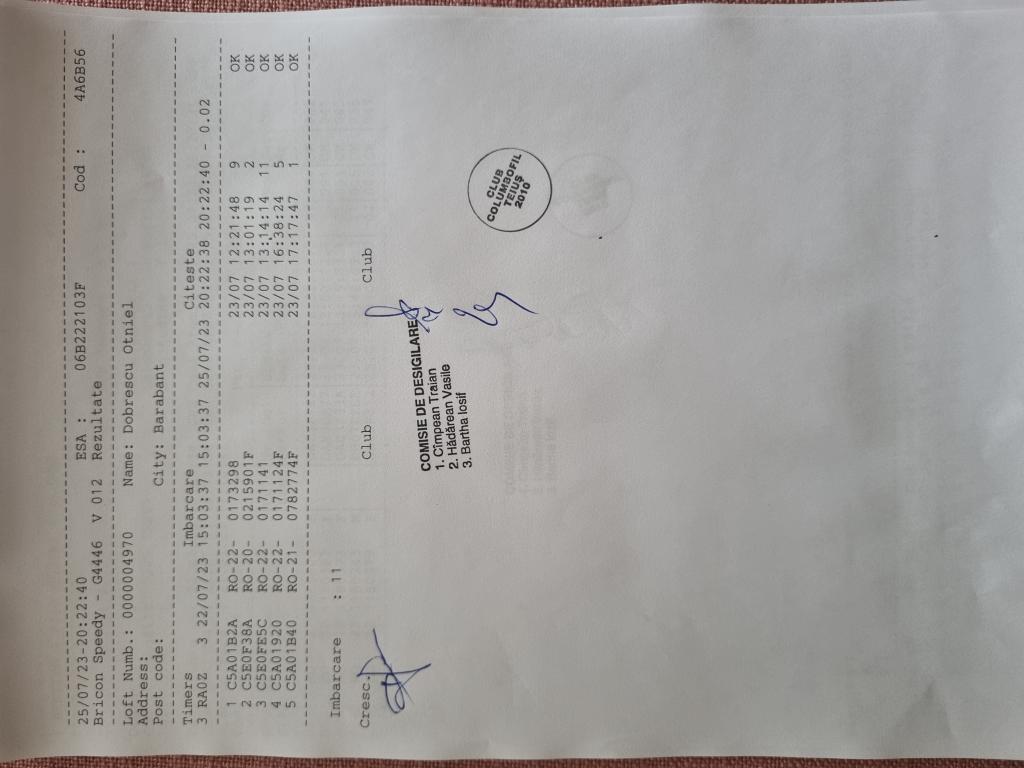 25/07/23-20:22:40 ESA : 06B222103F Cod : 4A6B56
Bricon Speedy - G4446 V 012 Rezultate
Loft Numb.: 0000004970 Name: Dobrescu Otniel
Address:
Post code: City: Barabant
Timers Imbarcare Citeste
3 RA0Z 3 22/07/23 15:03:37 15:03:37 25/07/23 20:22:38 20:22:40 - 0.02
1 C5A01B2A RO-22- 0173298 23/07 12:21:48 9 OK
2 C5E0F38A RO-20- 0215901F 23/07 13:01:19 2 OK
3 C5E0FE5C RO-22- 0171141 23/07 13:14:14 11 OK
4 C5A01920 RO-22- 0171124F 23/07 16:38:24 5 OK
5 C5A01B40 RO-21- 0782774F 23/07 17:17:47 1 OK
Imbarcare : 11
Cresc. Club Club
COMISIE DE DESIGILARE
1. Cîmpean Traian
2. Hădărean Vasile
3. Bartha Iosif
CLUB
COLUMBOFIL
TEIUȘ
2010